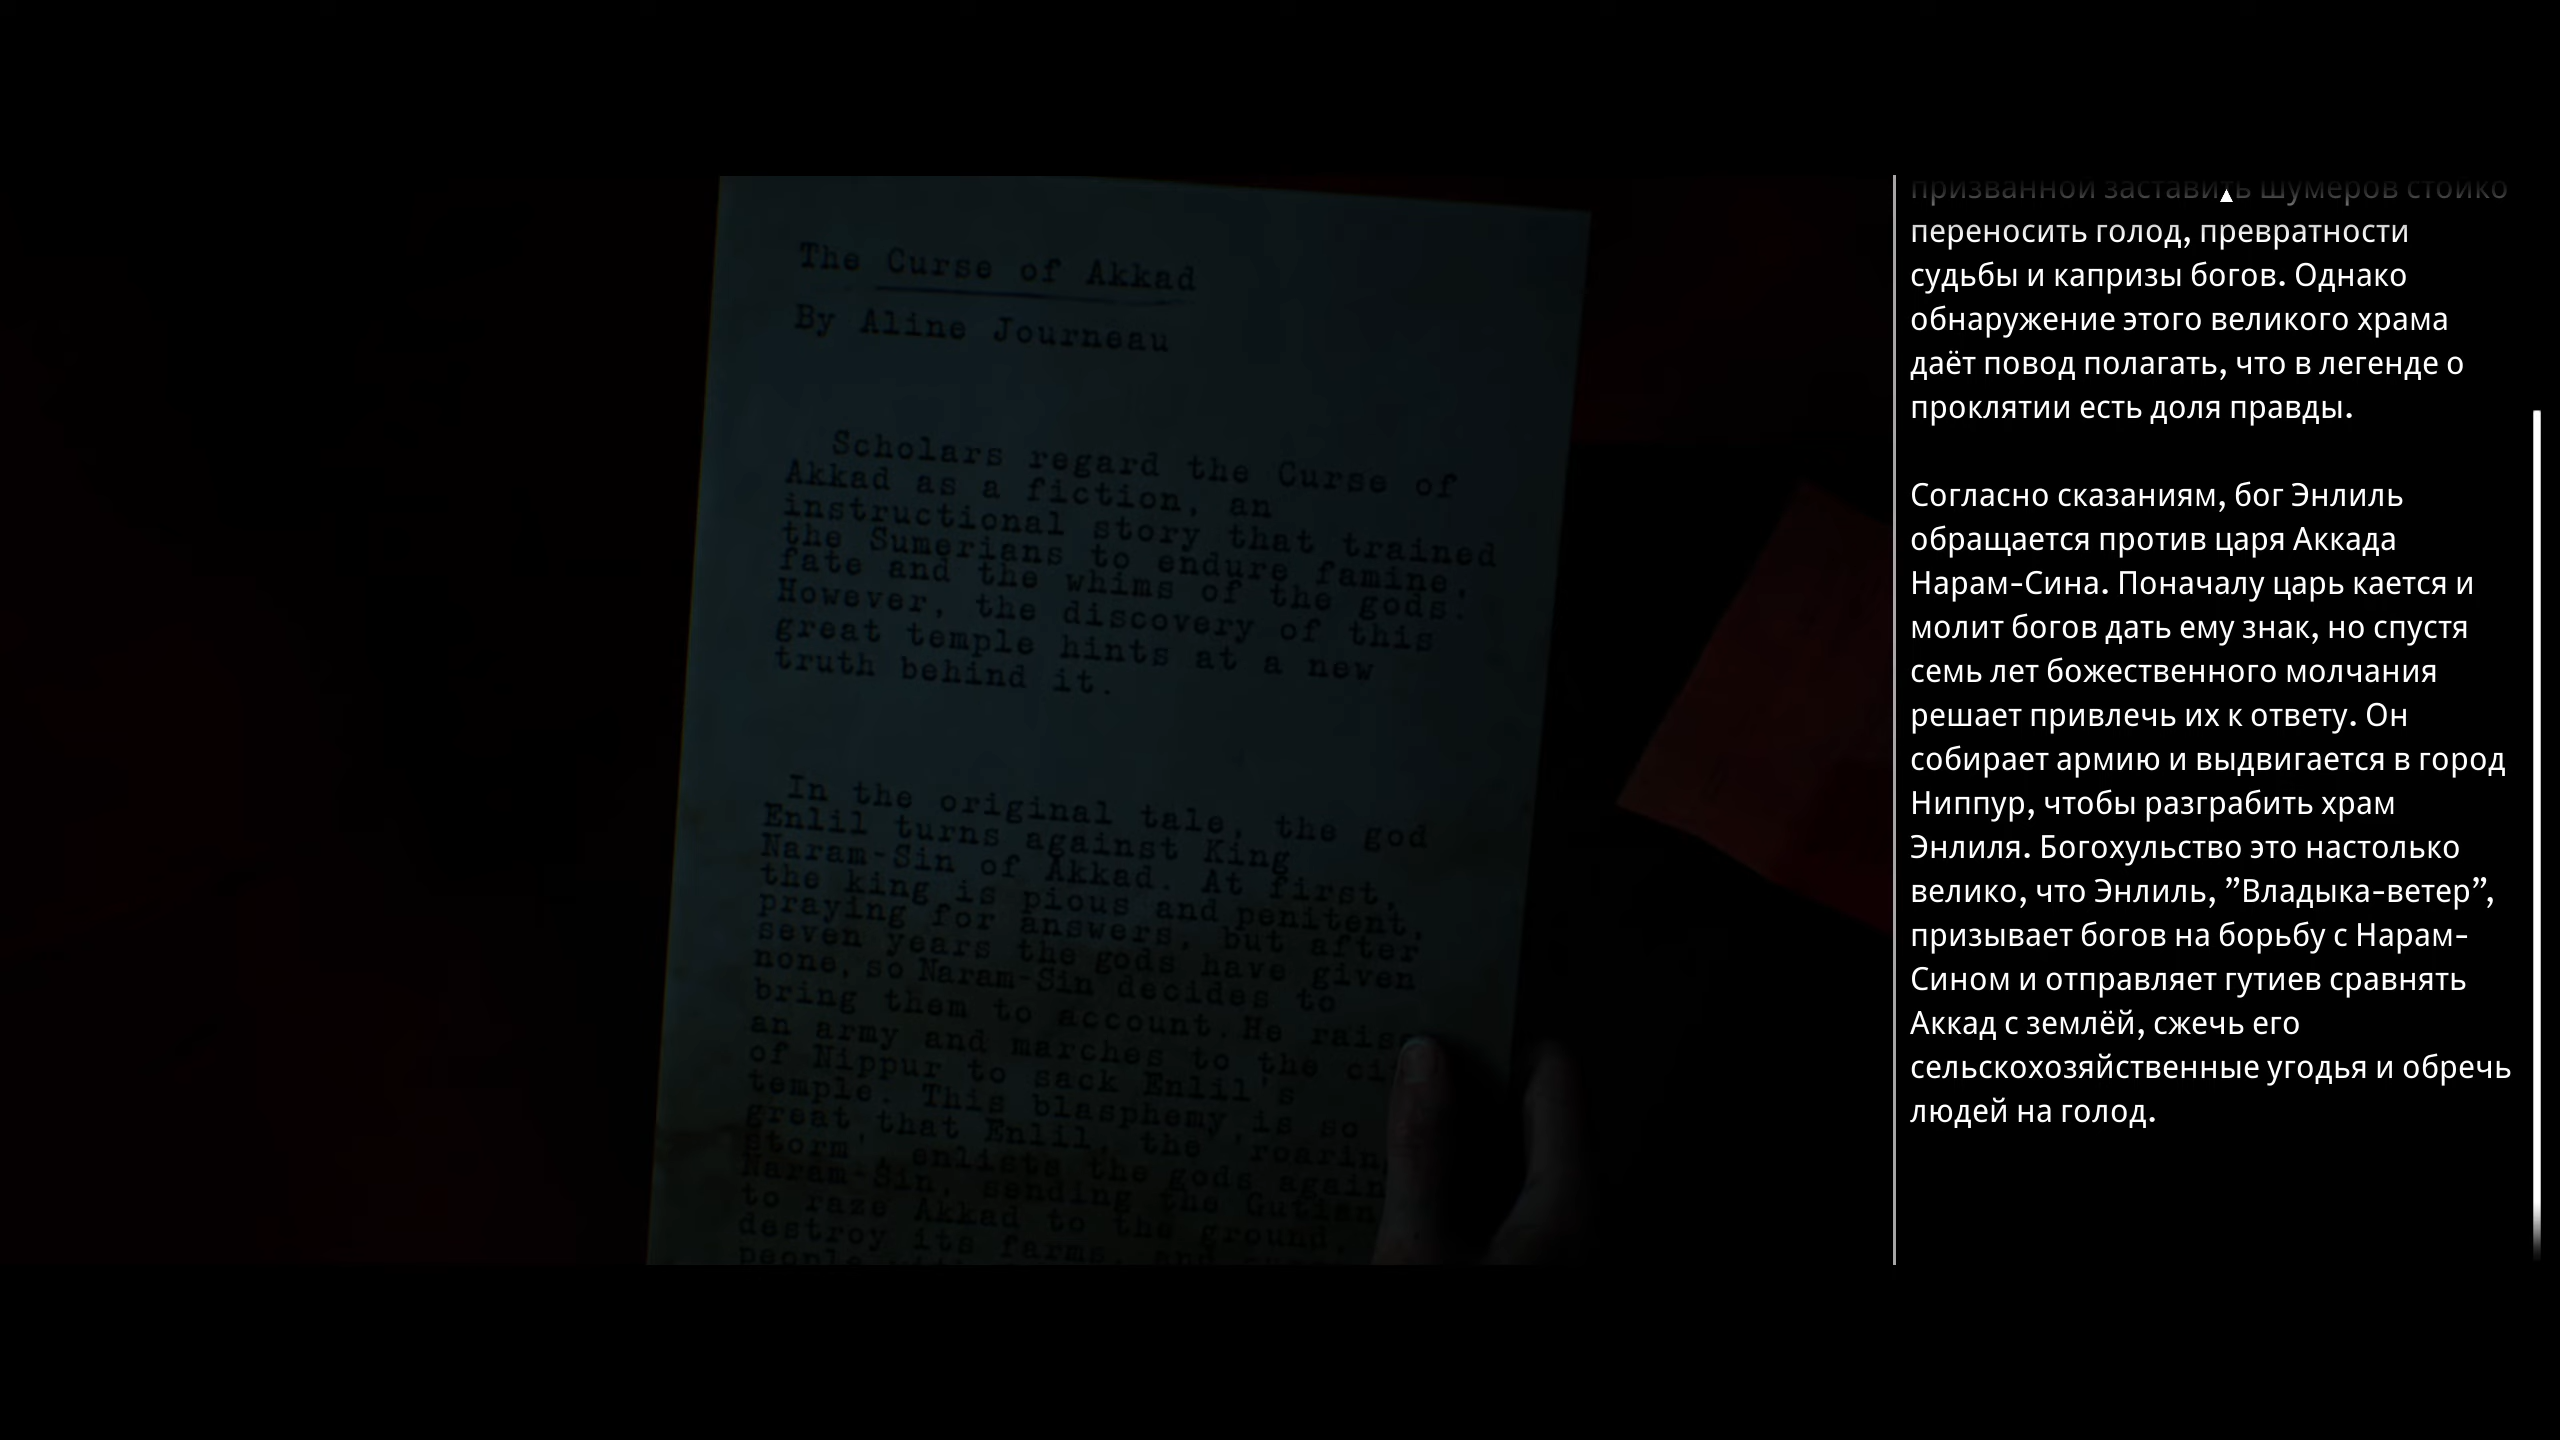 The Curse of Akkad
By Aline Journeau
Scholars regard the Curse of
Akkad as a fiction, an
instructional story that trained
the Sumerians to endure famine,
fate and the whims of the gods.
However, the discovery of this
great temple hints at a new
truth behind it.
In the original tale, the god
Enlil turns against King
Naram-Sin of Akkad. At first,
the king is pious and penitent,
praying for answers, but after
seven years the gods have given
none, so Naram-Sin decides to
bring them to account. He
an army and marches to the
of Nippur to sack Enlil's
temple. This blasphemy is so
great that Enlil, the
storm', enlists the gods
Naram-Sin, sending the
to raze Akkad to the ground,
destroy its farms, and
people
призванной заставить шумеров стойко
переносить голод, превратности
судьбы и капризы богов. Однако
обнаружение этого великого храма
даёт повод полагать, что в легенде о
проклятии есть доля правды.
Согласно сказаниям, бог Энлиль
обращается против царя Аккада
Нарам-Сина. Поначалу царь кается и
молит богов дать ему знак, но спустя
семь лет божественного молчания
решает привлечь их к ответу. Он
собирает армию и выдвигается в город
Ниппур, чтобы разграбить храм
Энлиля. Богохульство это настолько
велико, что Энлиль, ”Владыка-ветер”,
призывает богов на борьбу с Нарам-
Сином и отправляет гутиев сравнять
Аккад с землёй, сжечь его
сельскохозяйственные угодья и обречь
людей на голод.